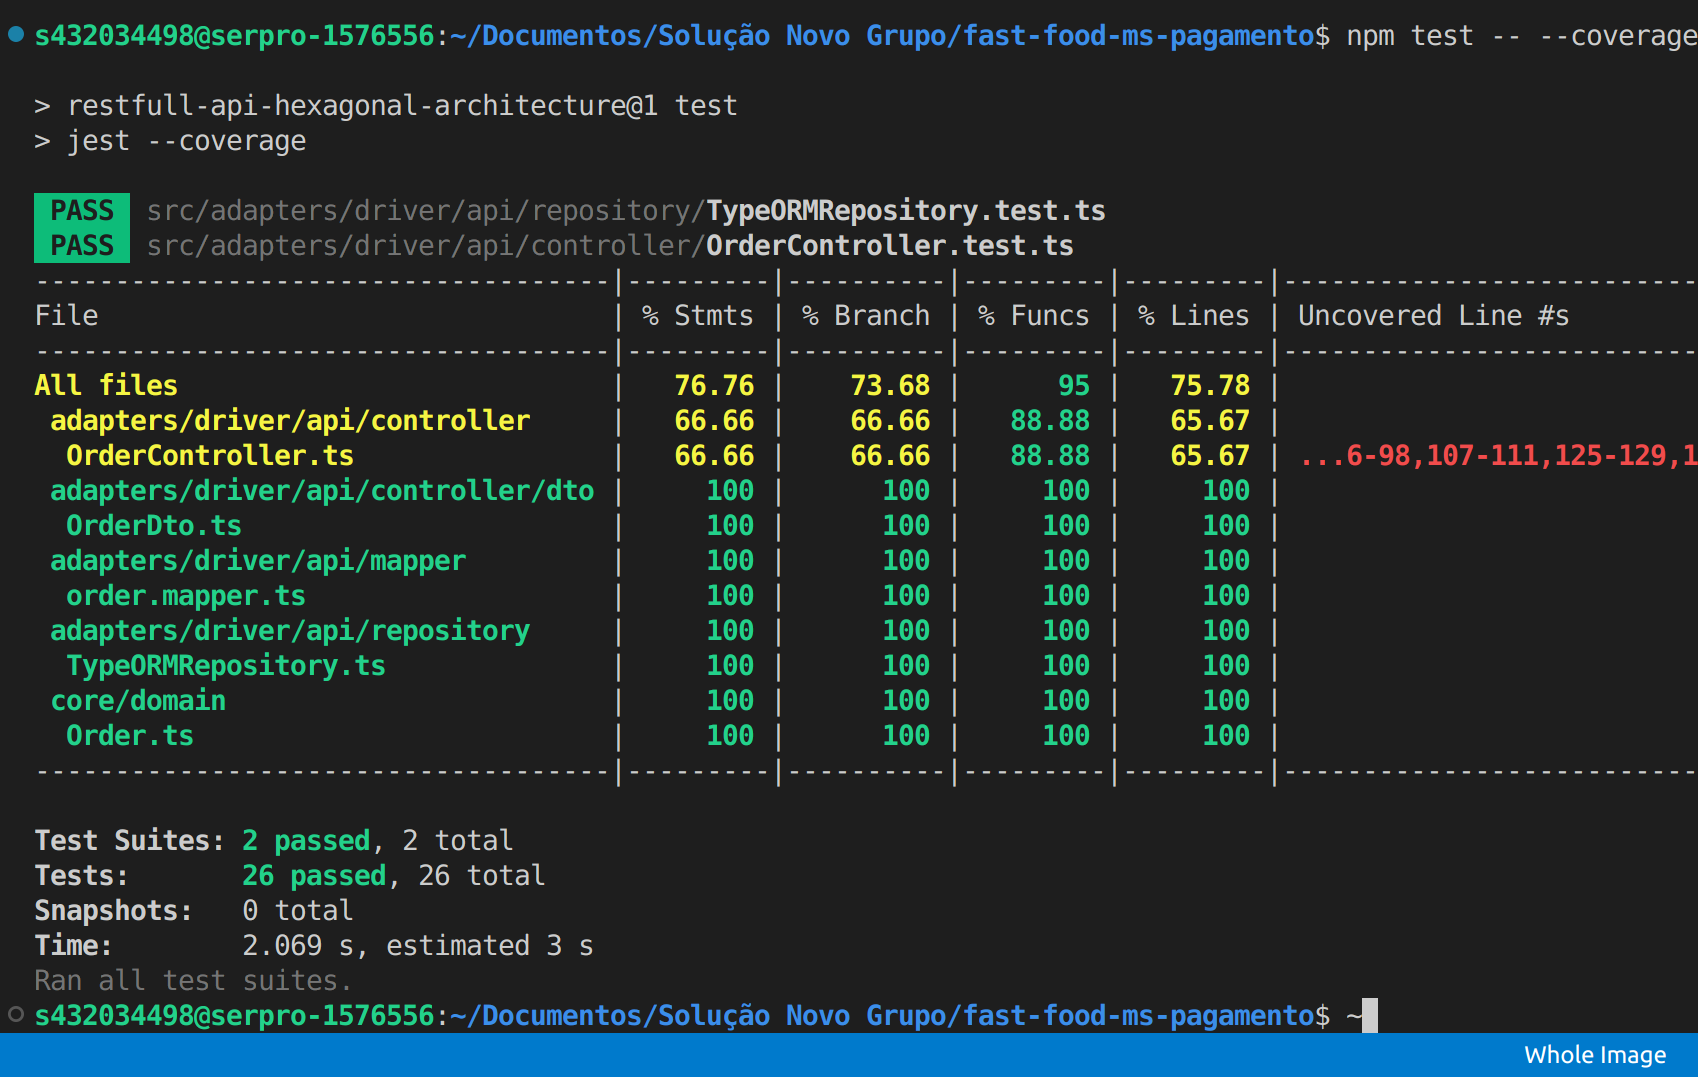 s432034498@serpro-1576556:~/Documentos/Solução Novo Grupo/fast-food-ms-pagamento$ npm test -- --coverage
> restfull-api-hexagonal-architecture@1 test
> jest --coverage
PASS src/adapters/driver/api/repository/TypeORMRepository.test.ts
PASS src/adapters/driver/api/controller/OrderController.test.ts
------------------------------------|---------|----------|---------|---------|--------------------------
File | % Stmts | % Branch | % Funcs | % Lines | Uncovered Line #s
------------------------------------|---------|----------|---------|---------|--------------------------
All files | 76.76 | 73.68 | 95 | 75.78 |
adapters/driver/api/controller | 66.66 | 66.66 | 88.88 | 65.67 |
OrderController.ts | 66.66 | 66.66 | 88.88 | 65.67 | ...6-98,107-111,125-129,1
adapters/driver/api/controller/dto | 100 | 100 | 100 | 100 |
OrderDto.ts | 100 | 100 | 100 | 100 |
adapters/driver/api/mapper | 100 | 100 | 100 | 100 |
order.mapper.ts | 100 | 100 | 100 | 100 |
adapters/driver/api/repository | 100 | 100 | 100 | 100 |
TypeORMRepository.ts | 100 | 100 | 100 | 100 |
core/domain | 100 | 100 | 100 | 100 |
Order.ts | 100 | 100 | 100 | 100 |
------------------------------------|---------|----------|---------|---------|--------------------------
Test Suites: 2 passed, 2 total
Tests: 26 passed, 26 total
Snapshots: 0 total
Time: 2.069 s, estimated 3 s
Ran all test suites.
s432034498@serpro-1576556:~/Documentos/Solução Novo Grupo/fast-food-ms-pagamento$ ~
Whole Image